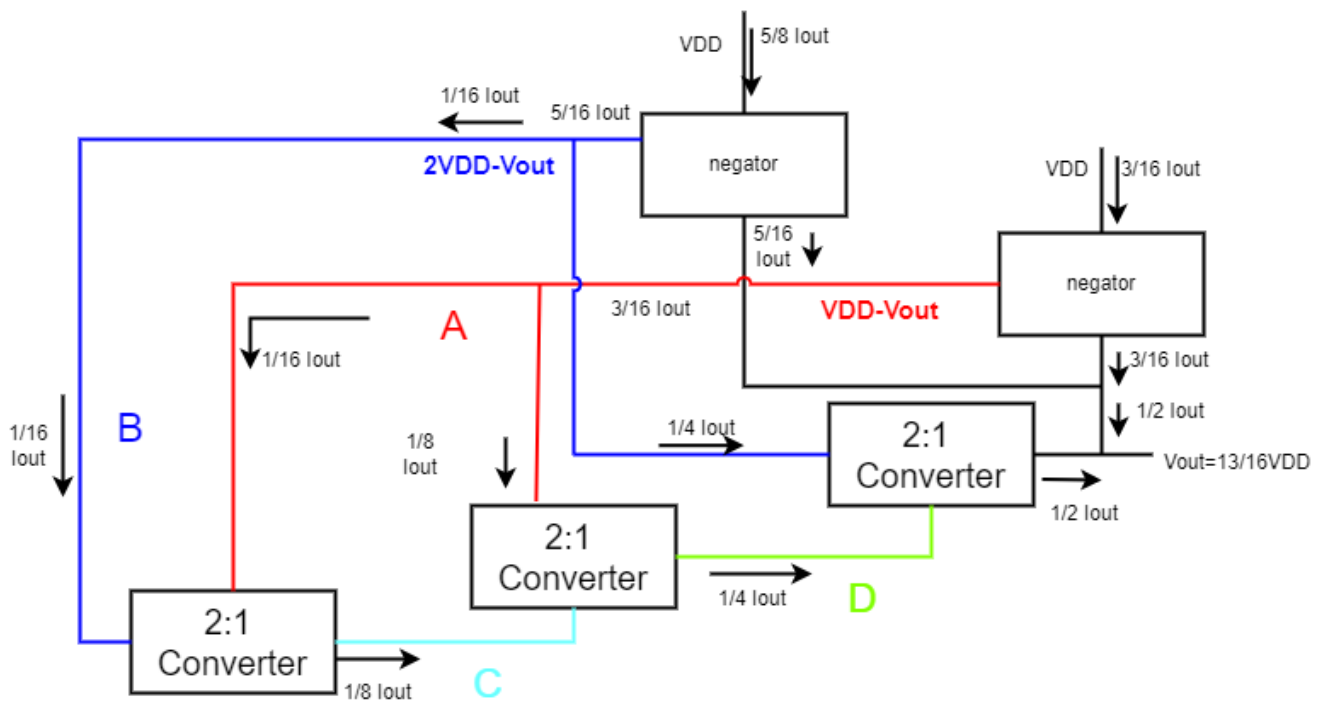 VDD
5/8 Iout
1/16 Iout
5/16 Iout
2VDD-Vout
negator
VDD
3/16 Iout
5/16
Iout
negator
3/16 Iout
VDD-Vout
A
1/16 Iout
3/16 Iout
1/2 Iout
B
1/16
Iout
1/8
Iout
1/4 Iout
2:1
Converter
Vout=13/16VDD
1/2 Iout
2:1
Converter
1/4 Iout
D
2:1
Converter
1/8 Iout
C